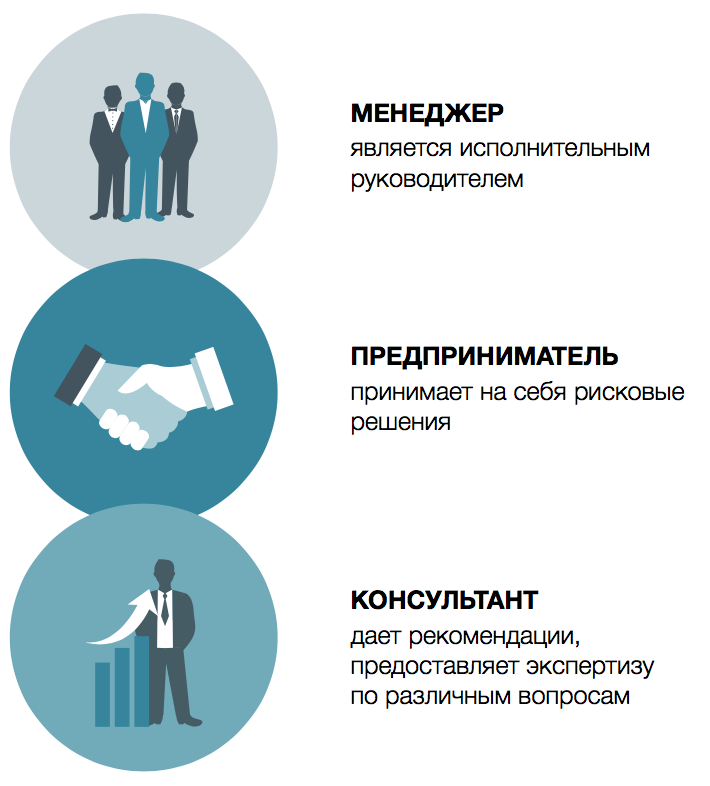 МЕНЕДЖЕР
является исполнительным
руководителем
ПРЕДПРИНИМАТЕЛЬ
принимает на себя рисковые
решения
КОНСУЛЬТАНТ
дает рекомендации,
предоставляет экспертизу
по различным вопросам